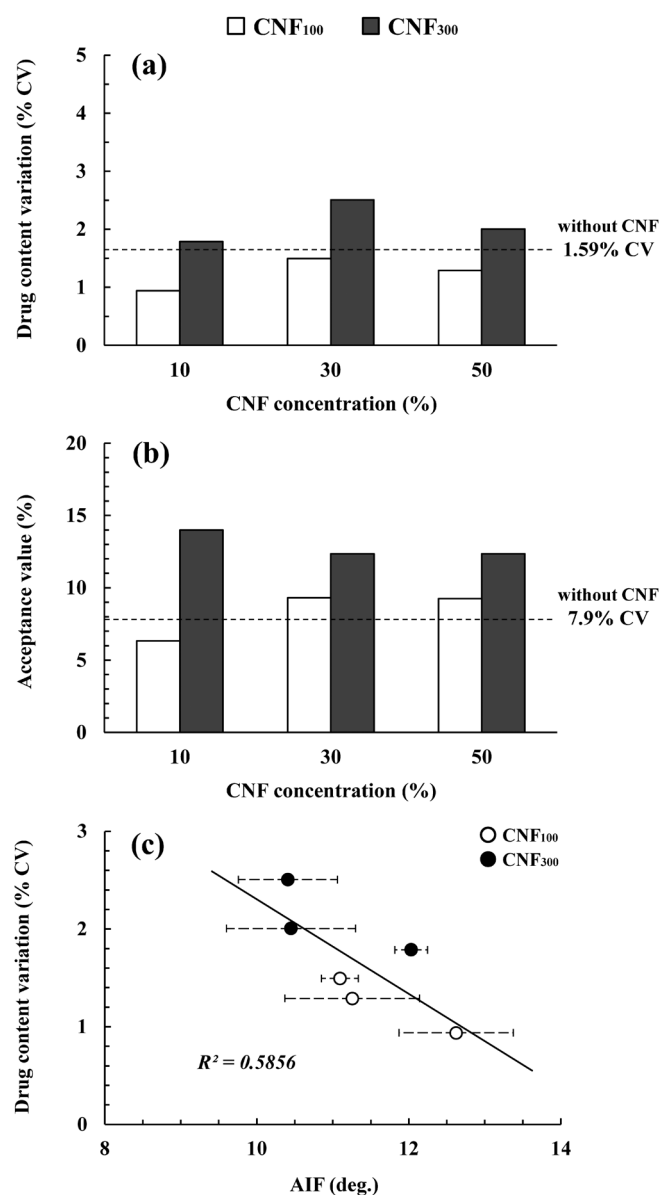 CNF100 CNF300
(a)
Drug content variation (% CV)
5
4
3
2
1
0
without CNF
1.59% CV
10 30 50
CNF concentration (%)
(b)
Acceptance value (%)
20
15
10
5
0
without CNF
7.9% CV
10 30 50
CNF concentration (%)
(c)
CNF100
CNF300
Drug content variation (% CV)
3
2
1
0
R² = 0.5856
8 10 12 14
AIF (deg.)